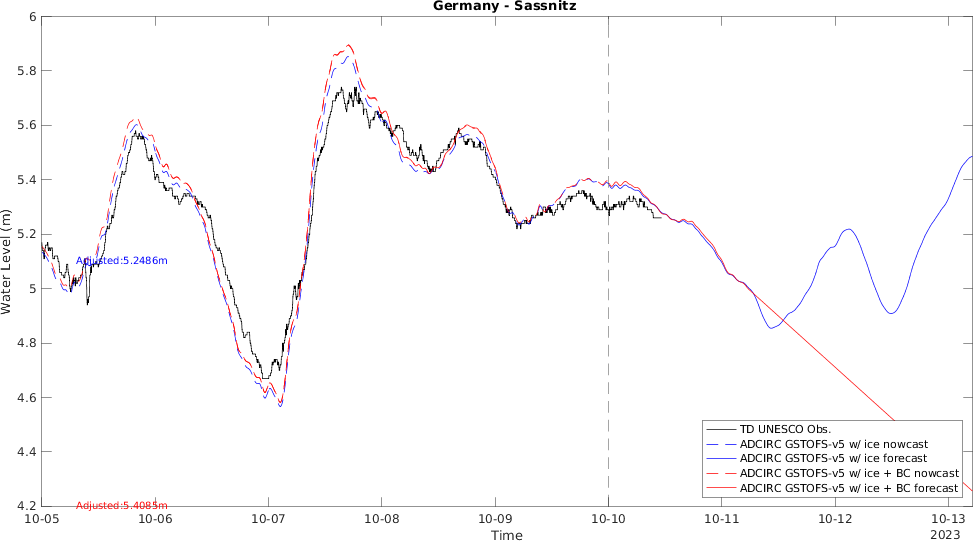 Germany - Sassnitz
6
5.8
5.6
5.4
5.2
5
4.8
4.6
4.4
4.2
Water Level (m)
Adjusted:5.2486m
Adjusted:5.4085m
TD UNESCO Obs.
ADCIRC GSTOFS-v5 w/ ice nowcast
ADCIRC GSTOFS-v5 w/ ice forecast
ADCIRC GSTOFS-v5 w/ ice + BC nowcast
ADCIRC GSTOFS-v5 w/ ice + BC forecast
10-05 10-06 10-07 10-08 10-09 10-10 10-11 10-12 10-13
Time 2023